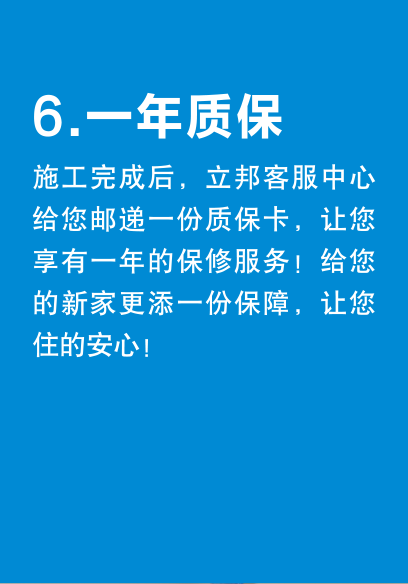 6.一年质保
施工完成后，立邦客服中心
给您邮递一份质保卡，让您
享有一年的保修服务！给您
的新家更添一份保障，让您
住的安心！